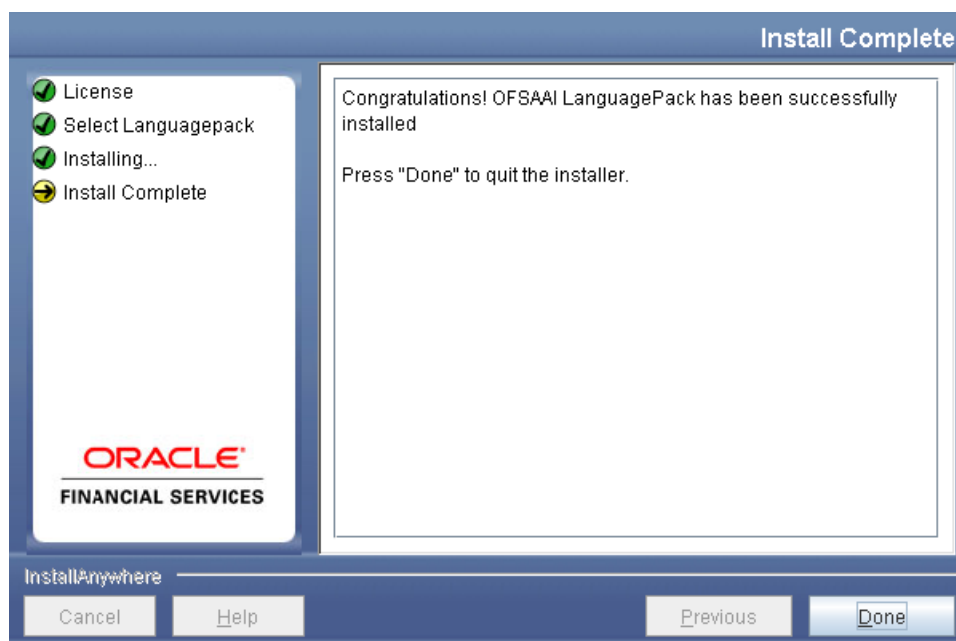 Install Complete
License
Select Languagepack
Installing...
Install Complete
Congratulations! OFSAAI LanguagePack has been successfully
installed
Press "Done" to quit the installer.
ORACLE
FINANCIAL SERVICES
InstallAnywhere
Cancel Help Previous Done